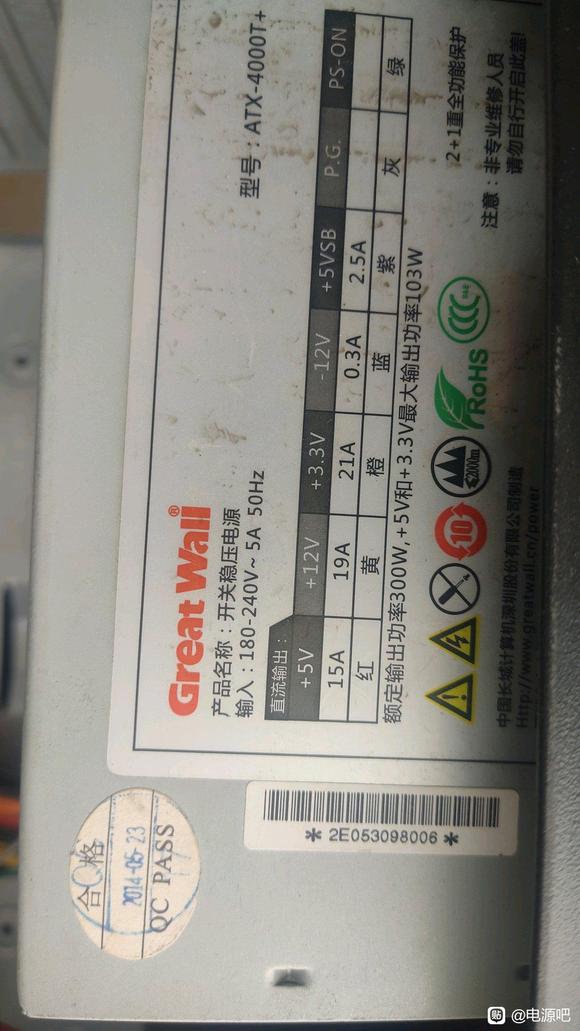 Great Wall®
产品名称：开关稳压电源 型号：ATX-4000T+
输入：180-240V~ 5A 50Hz
直流输出：
+5V +12V +3.3V -12V +5VSB P.G. PS-ON
15A 19A 21A 0.3A 2.5A
红 黄 橙 蓝 紫 灰 绿
额定输出功率300W，+5V和+3.3V最大输出功率103W
2+1重全功能保护
注意：非专业维修人员
请勿自行开启此盖!
10
≤2000m
RoHS
CCC
S&E
中国长城计算机深圳股份有限公司制造
Http://www.greatwall.cn/power
* 2E053098006 *
合格
2014-05-23
QC PASS
贴 @电源吧